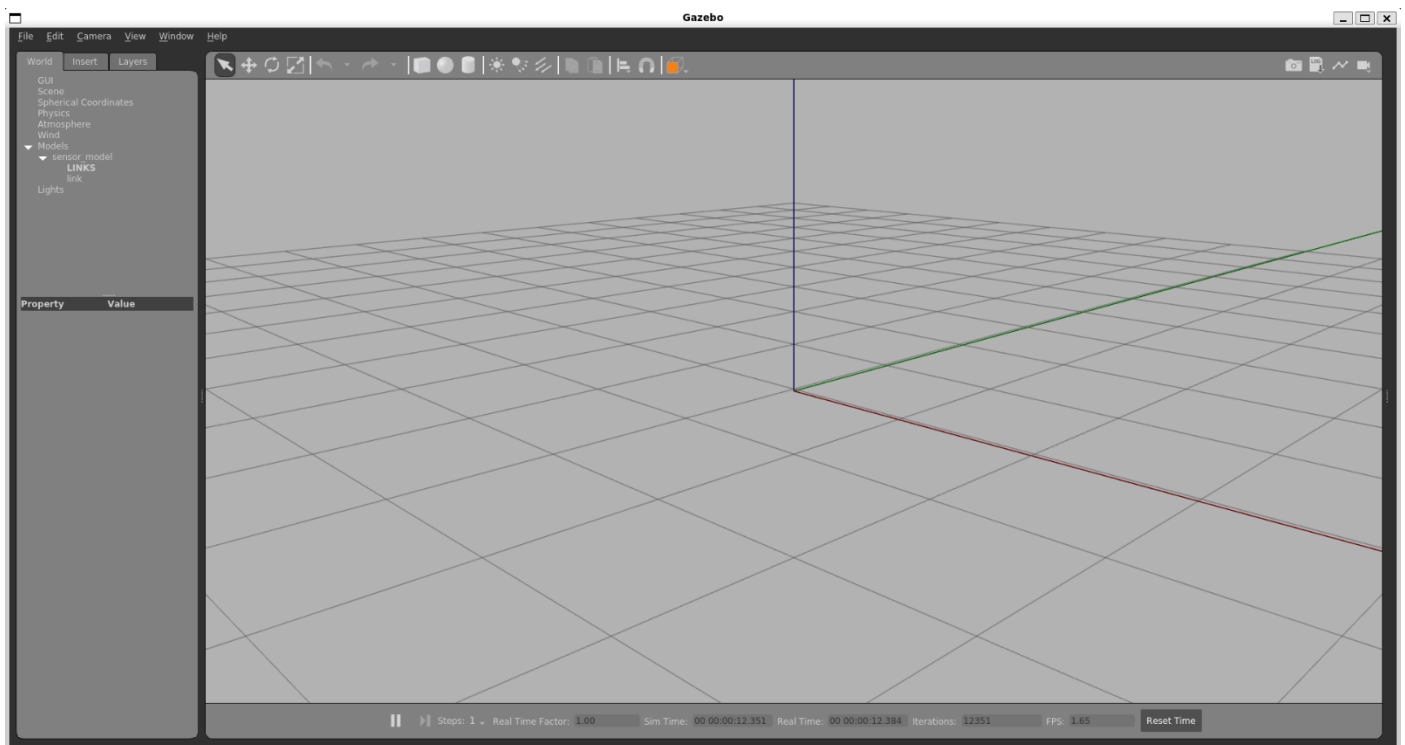 Gazebo
File Edit Camera View Window Help
World Insert Layers
GUI
Scene
Spherical Coordinates
Physics
Atmosphere
Wind
Models
sensor_model
LINKS
link
Lights
Property Value
LOG
Steps: 1 Real Time Factor: 1.00 Sim Time: 00 00:00:12.351 Real Time: 00 00:00:12.384 Iterations: 12351 FPS: 1.65 Reset Time